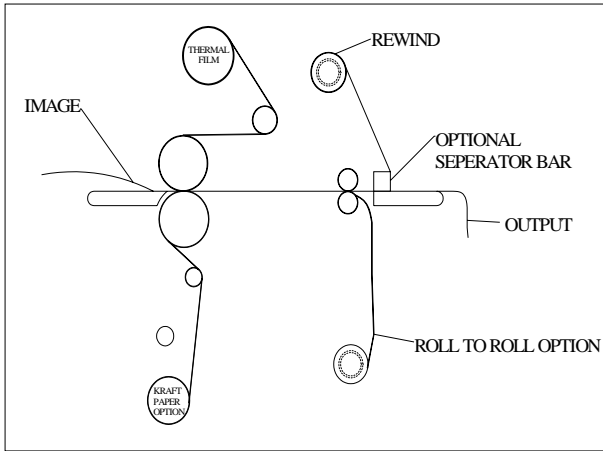 THERMAL
FILM
REWIND
IMAGE
OPTIONAL
SEPERATOR BAR
OUTPUT
ROLL TO ROLL OPTION
KRAFT
PAPER
OPTION